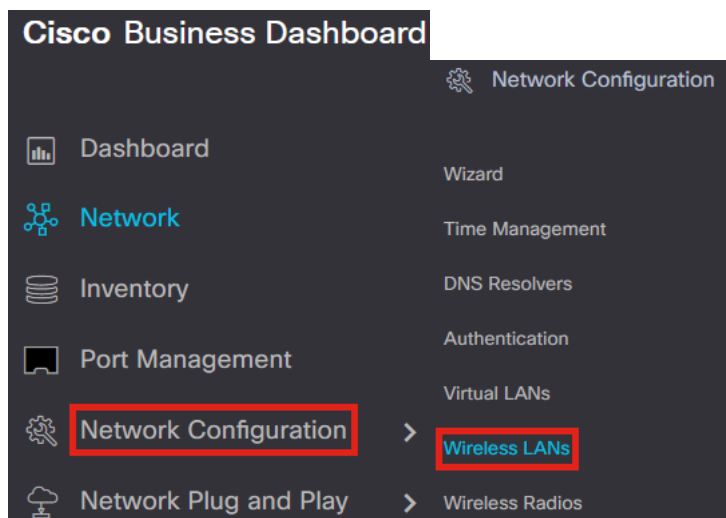 Cisco Business Dashboard
Dashboard
Network
Inventory
Port Management
Network Configuration
Network Plug and Play
Network Configuration
Wizard
Time Management
DNS Resolvers
Authentication
Virtual LANs
Wireless LANs
Wireless Radios